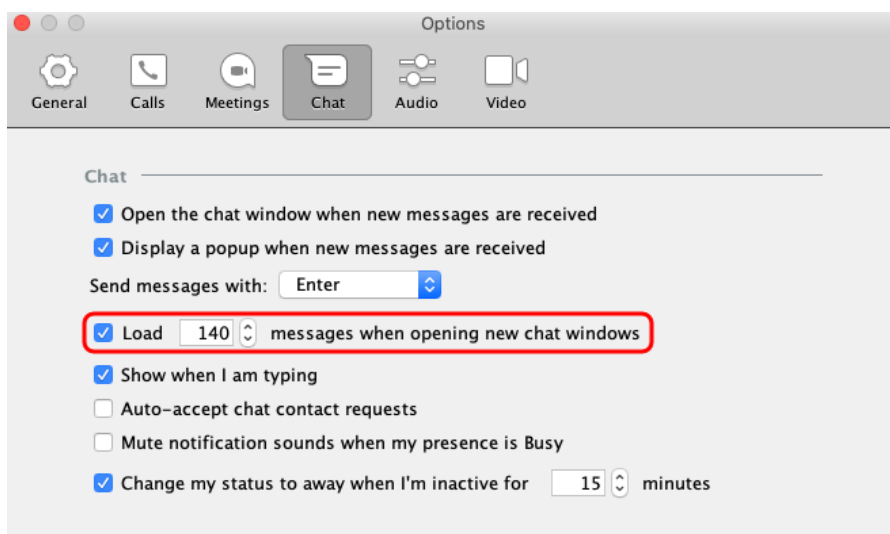 Options
General Calls Meetings Chat Audio Video
Chat
Open the chat window when new messages are received
Display a popup when new messages are received
Send messages with: Enter
Load 140 messages when opening new chat windows
Show when I am typing
Auto-accept chat contact requests
Mute notification sounds when my presence is Busy
Change my status to away when I'm inactive for 15 minutes